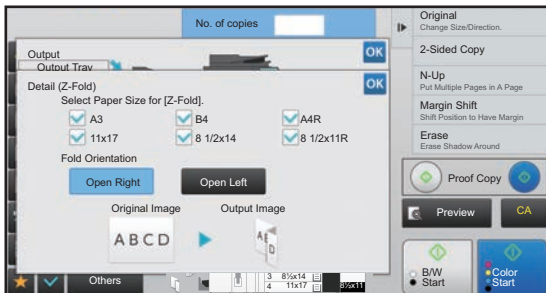 No. of copies
Original
Change Size/Direction.
2-Sided Copy
N-Up
Put Multiple Pages in A Page
Margin Shift
Shift Position to Have Margin
Erase
Erase Shadow Around
Proof Copy
Preview
CA
B/W
Start
Color
Start
Output
OK
Output Tray
Detail (Z-Fold)
OK
Select Paper Size for [Z-Fold].
A3
B4
A4R
11x17
8 1/2x14
8 1/2x11R
Fold Orientation
Open Right
Open Left
Original Image
Output Image
A B C D
A E D
Others
3 8½x14
4 11x17
8½x11